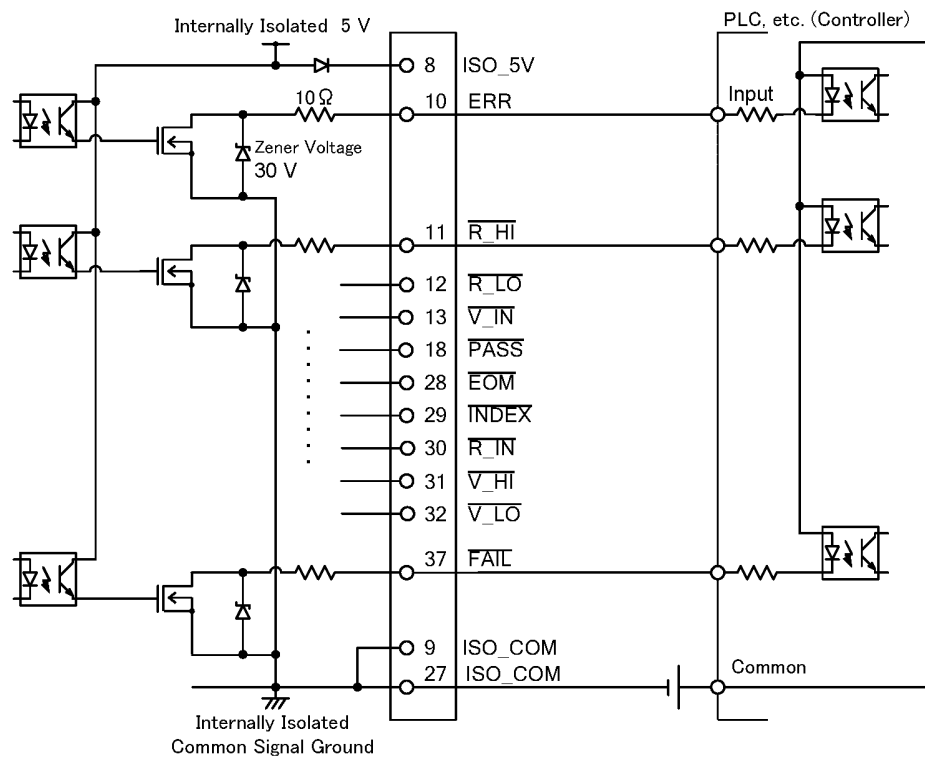 Internally Isolated 5 V
PLC, etc. (Controller)
8 ISO_5V
10Ω
10 ERR
Input
Zener Voltage
30 V
11 R_HI
12 R_LO
13 V_IN
18 PASS
28 EOM
29 INDEX
30 R_IN
31 V_HI
32 V_LO
37 FAIL
9 ISO_COM
27 ISO_COM
Common
Internally Isolated
Common Signal Ground